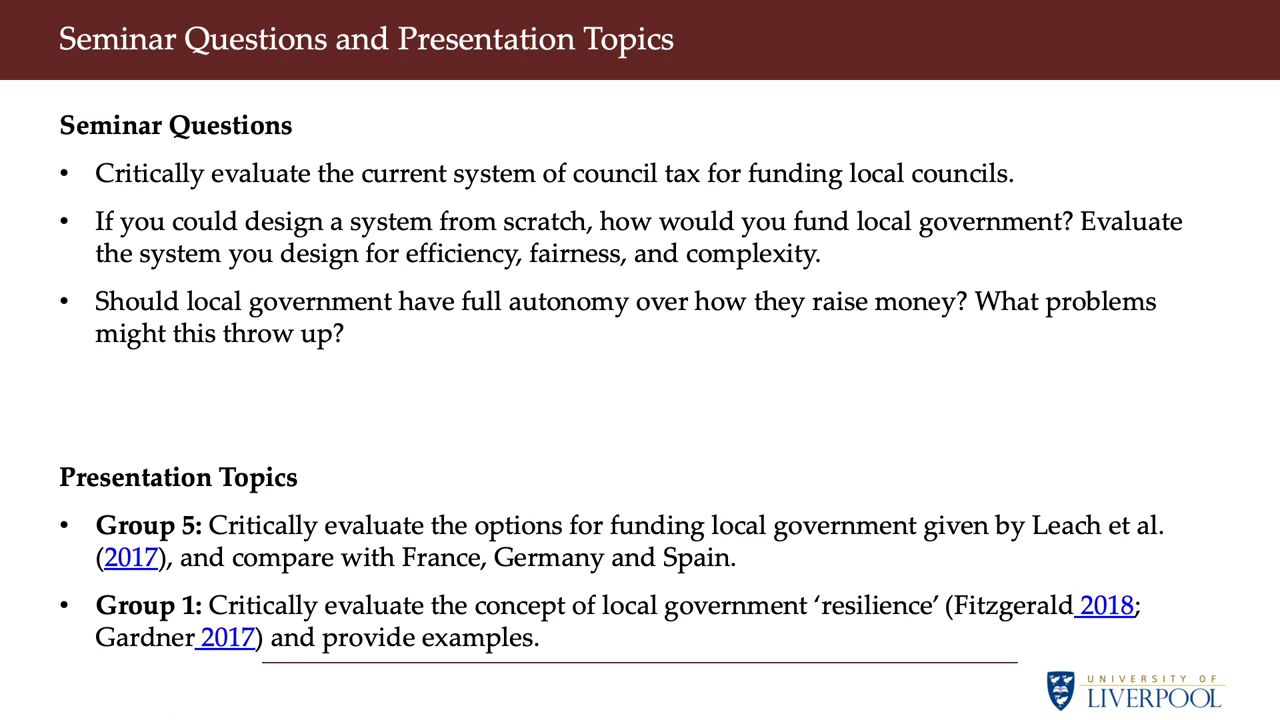 Seminar Questions and Presentation Topics
Seminar Questions
• Critically evaluate the current system of council tax for funding local councils.
• If you could design a system from scratch, how would you fund local government? Evaluate
the system you design for efficiency, fairness, and complexity.
• Should local government have full autonomy over how they raise money? What problems
might this throw up?
Presentation Topics
• Group 5: Critically evaluate the options for funding local government given by Leach et al.
(2017), and compare with France, Germany and Spain.
• Group 1: Critically evaluate the concept of local government ‘resilience’ (Fitzgerald 2018;
Gardner 2017) and provide examples.
UNIVERSITY OF
LIVERPOOL